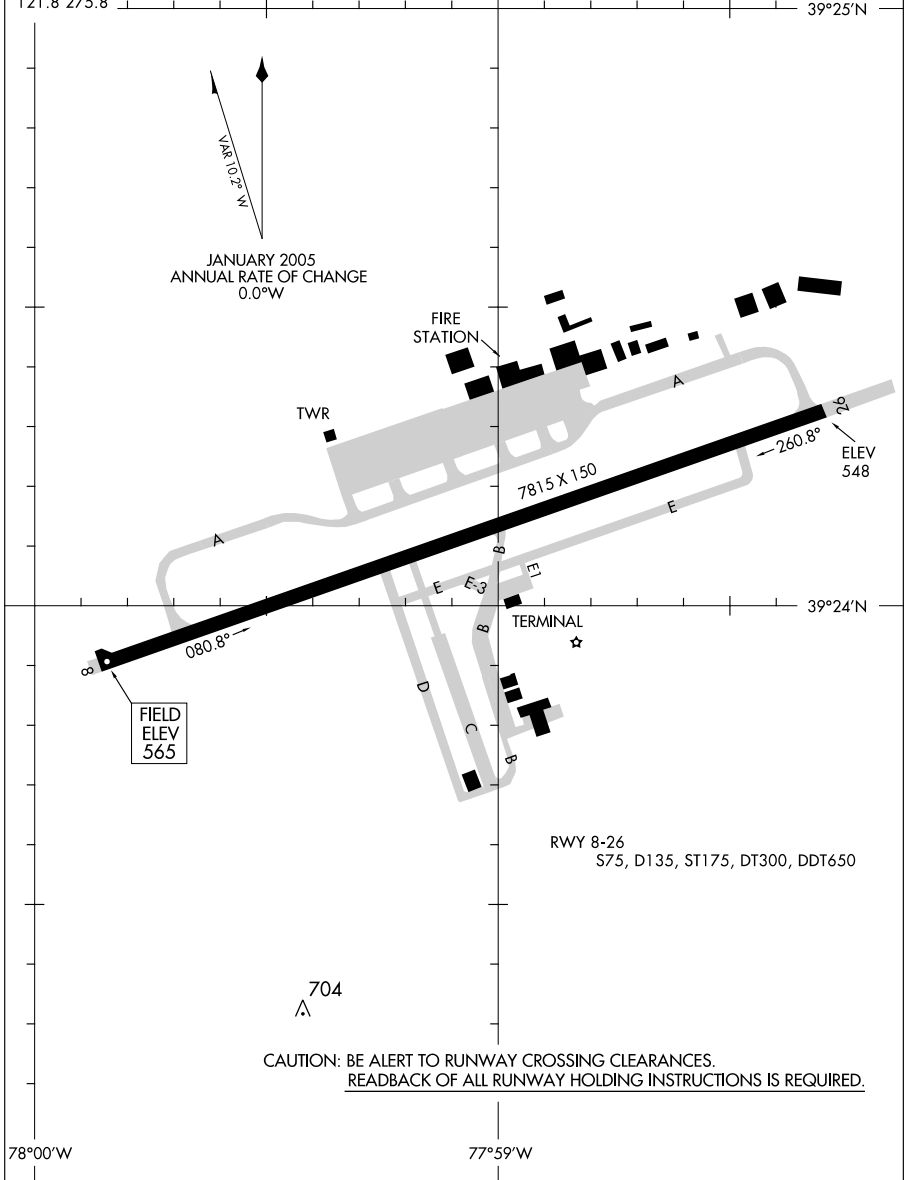 121.8 275.8
39°25'N
VAR 10.2° W
JANUARY 2005
ANNUAL RATE OF CHANGE
0.0°W
FIRE
STATION
TWR
A
26
260.8°
ELEV
548
7815 X 150
A
E
B
E
E-3
E1
39°24'N
TERMINAL
B
080.8°
8
D
C
FIELD
ELEV
565
B
RWY 8-26
S75, D135, ST175, DT300, DDT650
704
CAUTION: BE ALERT TO RUNWAY CROSSING CLEARANCES.
READBACK OF ALL RUNWAY HOLDING INSTRUCTIONS IS REQUIRED.
78°00'W
77°59'W